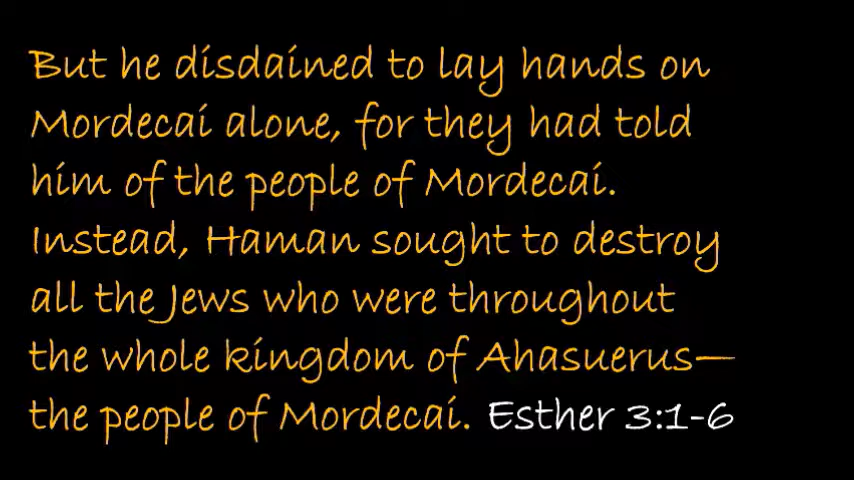 But he disdained to lay hands on
Mordecai alone, for they had told
him of the people of Mordecai.
Instead, Haman sought to destroy
all the Jews who were throughout
the whole kingdom of Ahasuerus—
the people of Mordecai. Esther 3:1-6